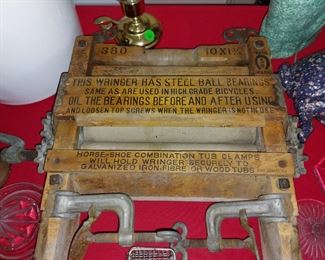 380 10X1¾
THIS WRINGER HAS STEEL BALL BEARINGS
SAME AS ARE USED IN HIGH GRADE BICYCLES
OIL THE BEARINGS BEFORE AND AFTER USING
AND LOOSEN TOP SCREWS WHEN THE WRINGER IS NOT IN USE
HORSE-SHOE COMBINATION TUB CLAMPS
WILL HOLD WRINGER SECURELY TO
GALVANIZED IRON-FIBRE OR WOOD TUBS